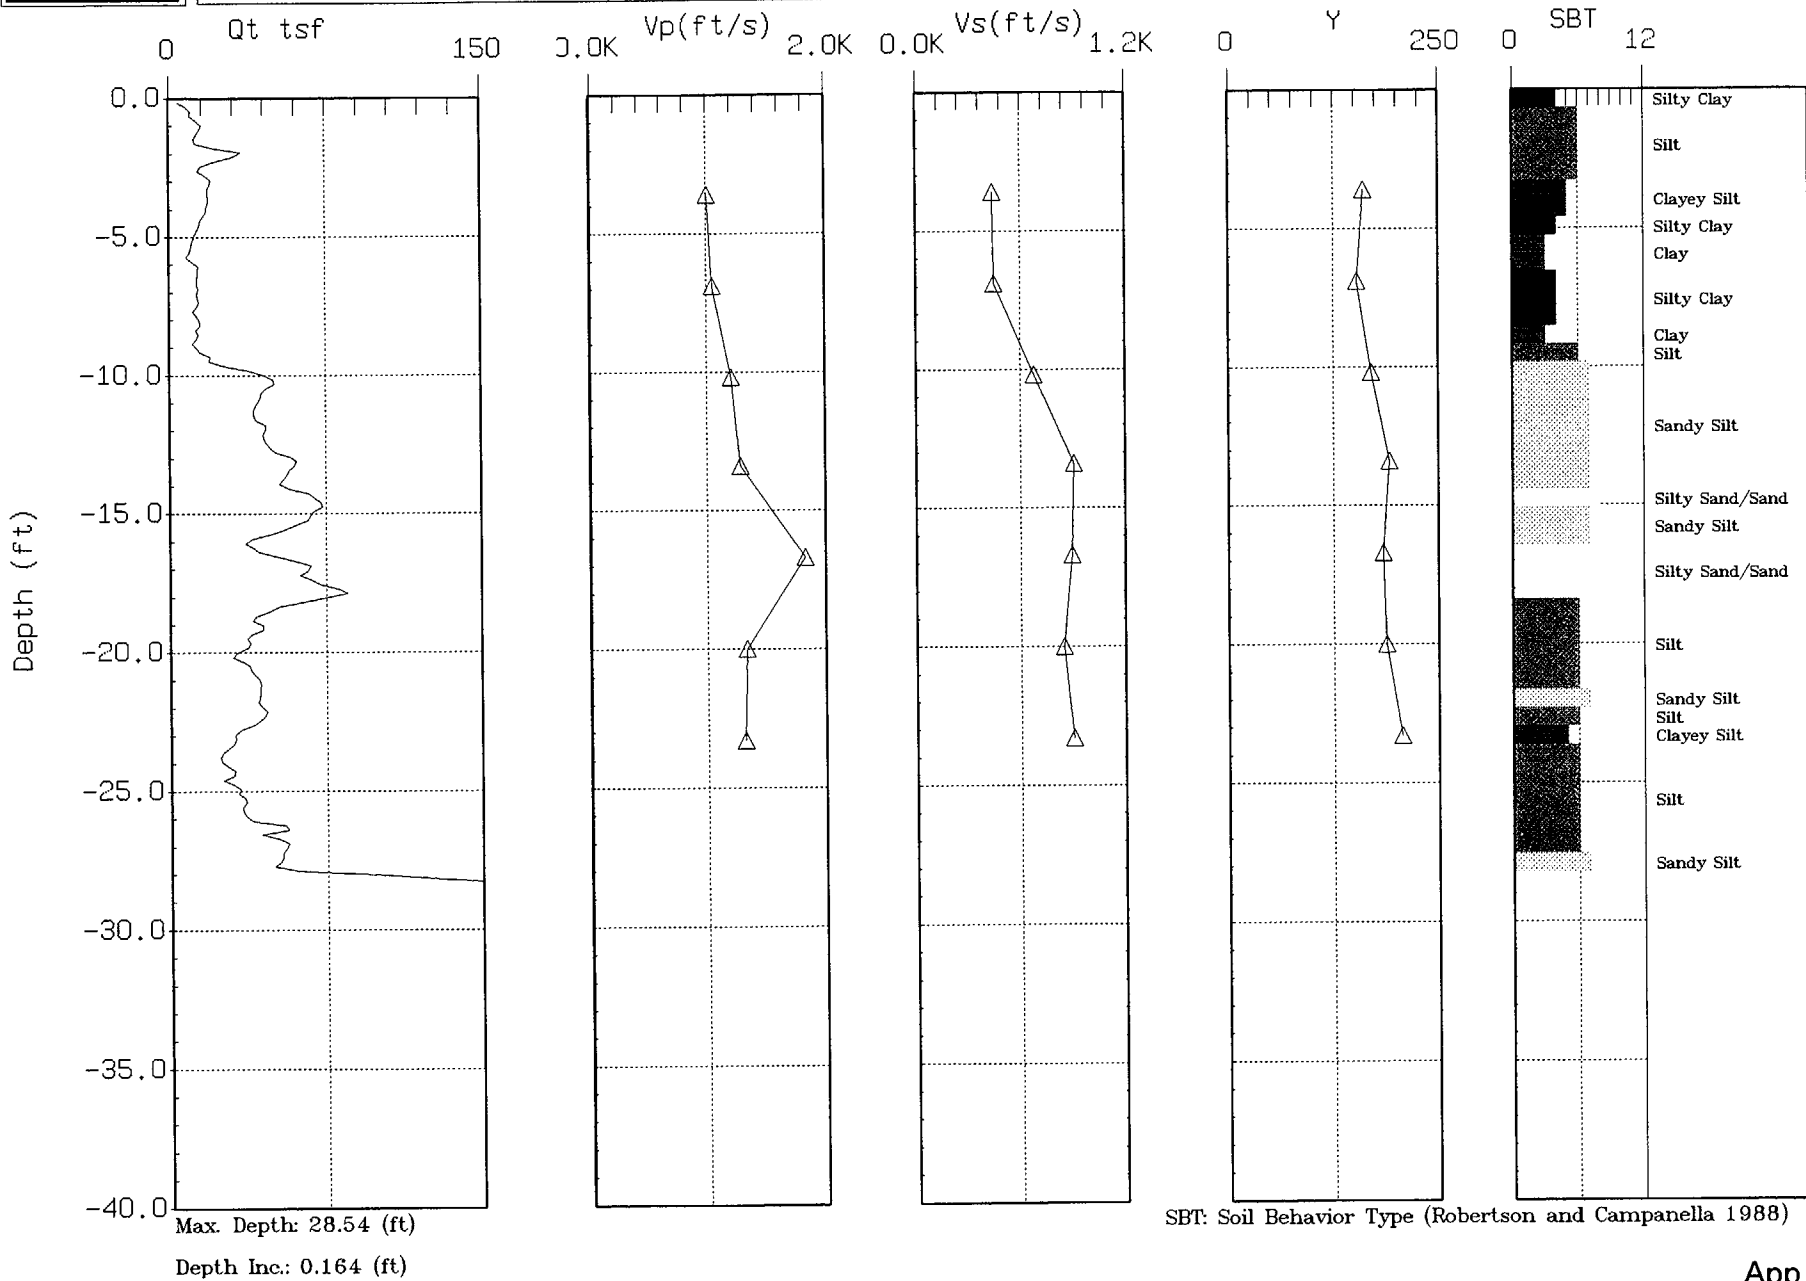 Qt tsf
0 150
Vp(ft/s)
0.0K 2.0K
Vs(ft/s)
0.0K 1.2K
Y
0 250
SBT
0 12
Depth (ft)
0.0
-5.0
-10.0
-15.0
-20.0
-25.0
-30.0
-35.0
-40.0
Silty Clay
Silt
Clayey Silt
Silty Clay
Clay
Silty Clay
Clay
Silt
Sandy Silt
Silty Sand/Sand
Sandy Silt
Silty Sand/Sand
Silt
Sandy Silt
Silt
Clayey Silt
Silt
Sandy Silt
Max. Depth: 28.54 (ft)
Depth Inc.: 0.164 (ft)
SBT: Soil Behavior Type (Robertson and Campanella 1988)
App